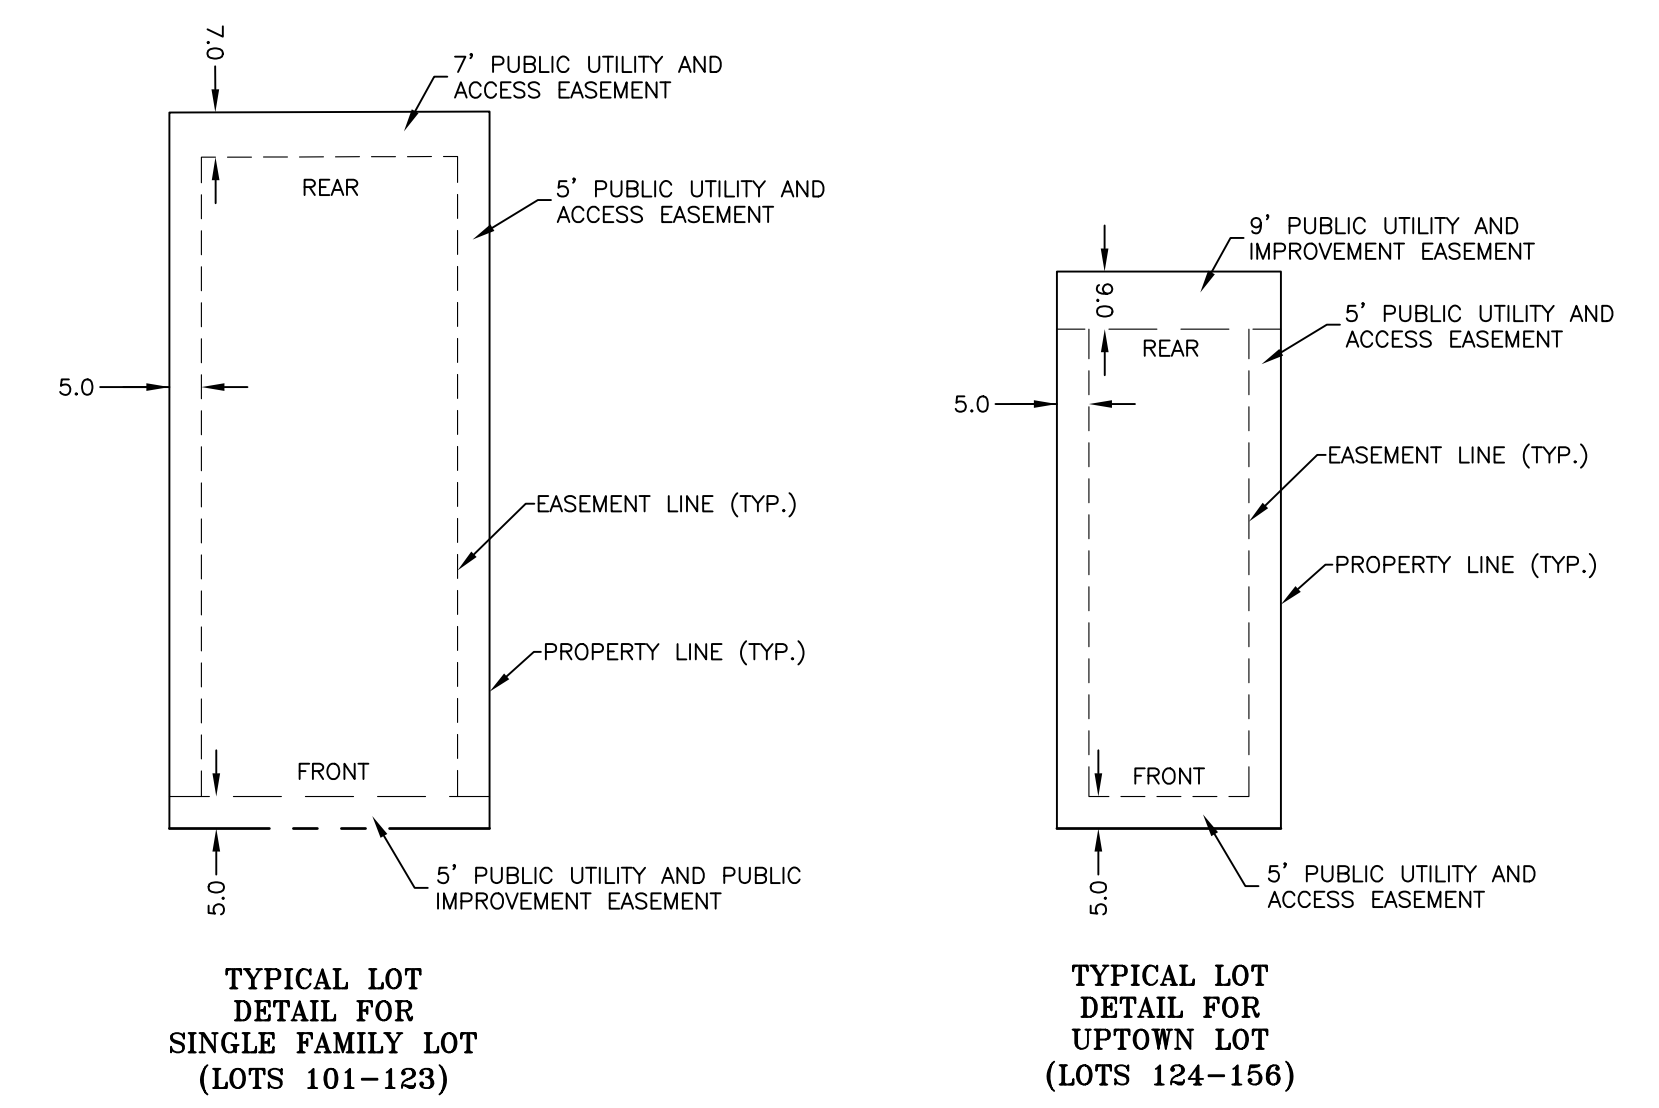 7.0
7' PUBLIC UTILITY AND
ACCESS EASEMENT
REAR
5' PUBLIC UTILITY AND
ACCESS EASEMENT
5.0
EASEMENT LINE (TYP.)
PROPERTY LINE (TYP.)
FRONT
5.0
5' PUBLIC UTILITY AND PUBLIC
IMPROVEMENT EASEMENT
TYPICAL LOT
DETAIL FOR
SINGLE FAMILY LOT
(LOTS 101-123)
9' PUBLIC UTILITY AND
IMPROVEMENT EASEMENT
9.0
5' PUBLIC UTILITY AND
ACCESS EASEMENT
REAR
5.0
EASEMENT LINE (TYP.)
PROPERTY LINE (TYP.)
FRONT
5.0
5' PUBLIC UTILITY AND
ACCESS EASEMENT
TYPICAL LOT
DETAIL FOR
UPTOWN LOT
(LOTS 124-156)